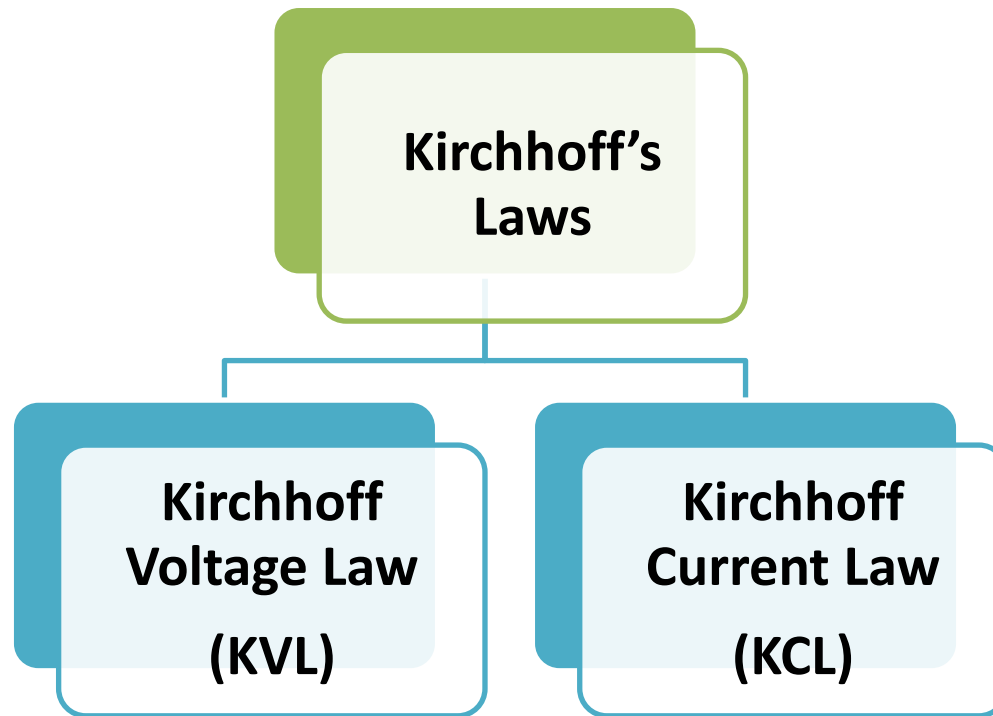 Kirchhoff’s
Laws
Kirchhoff
Voltage Law
(KVL)
Kirchhoff
Current Law
(KCL)